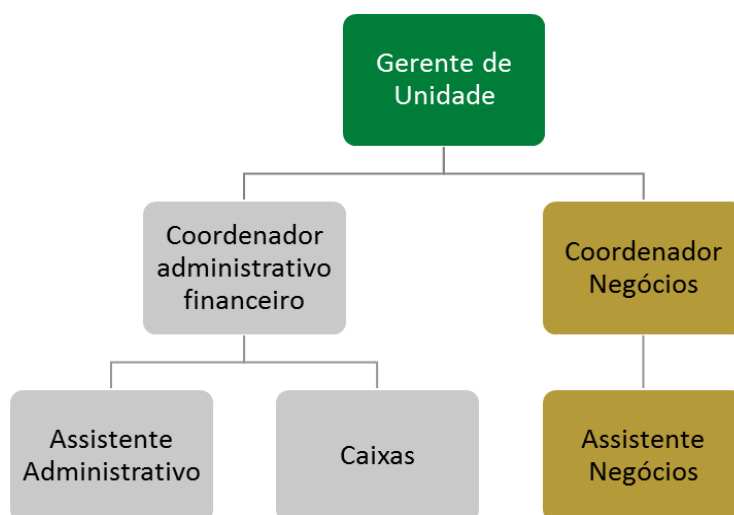 Gerente de
Unidade
Coordenador
administrativo
financeiro
Coordenador
Negócios
Assistente
Administrativo
Caixas
Assistente
Negócios